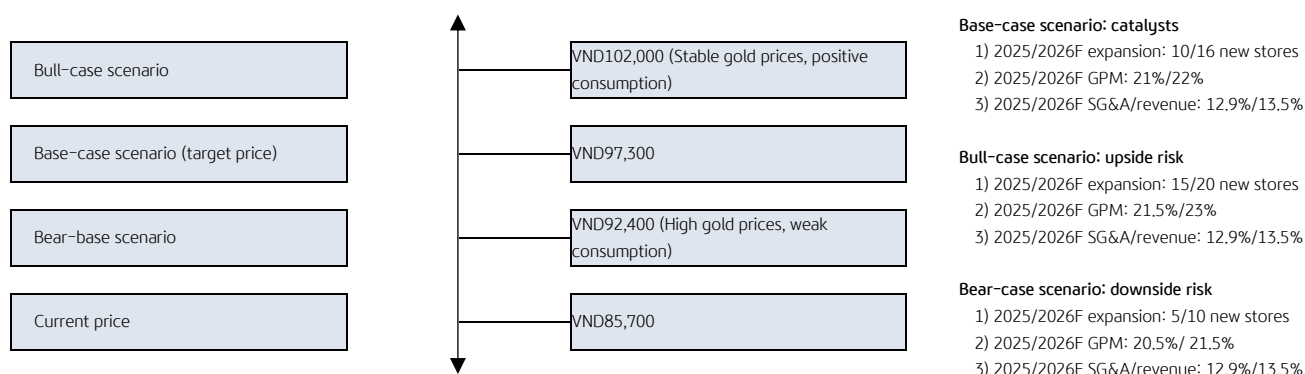 Bull-case scenario
VND102,000 (Stable gold prices, positive
consumption)
Base-case scenario (target price)
VND97,300
Bear-base scenario
VND92,400 (High gold prices, weak
consumption)
Current price
VND85,700
Base-case scenario: catalysts
1) 2025/2026F expansion: 10/16 new stores
2) 2025/2026F GPM: 21%/22%
3) 2025/2026F SG&A/revenue: 12.9%/13.5%
Bull-case scenario: upside risk
1) 2025/2026F expansion: 15/20 new stores
2) 2025/2026F GPM: 21.5%/23%
3) 2025/2026F SG&A/revenue: 12.9%/13.5%
Bear-case scenario: downside risk
1) 2025/2026F expansion: 5/10 new stores
2) 2025/2026F GPM: 20.5%/ 21.5%
3) 2025/2026F SG&A/revenue: 12.9%/13.5%